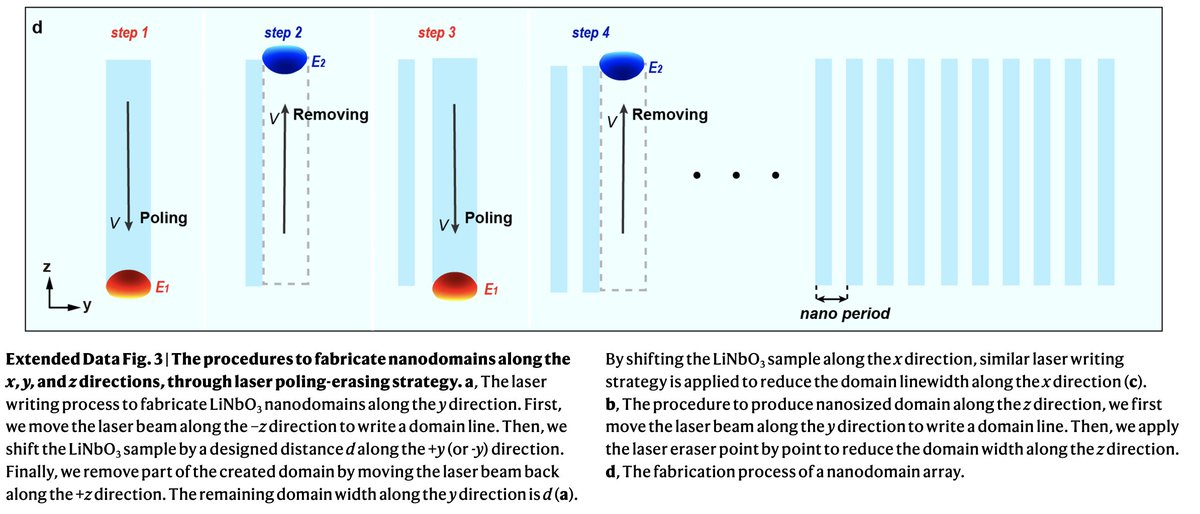 d
step 1
step 2
step 3
step 4
E2
E2
V
Removing
V
Removing
V
Poling
V
Poling
z
y
E1
E1
nano period
Extended Data Fig. 3 | The procedures to fabricate nanodomains along the
x, y, and z directions, through laser poling-erasing strategy. a, The laser
writing process to fabricate LiNbO3 nanodomains along the y direction. First,
we move the laser beam along the −z direction to write a domain line. Then, we
shift the LiNbO3 sample by a designed distance d along the +y (or -y) direction.
Finally, we remove part of the created domain by moving the laser beam back
along the +z direction. The remaining domain width along the y direction is d (a).
By shifting the LiNbO3 sample along the x direction, similar laser writing
strategy is applied to reduce the domain linewidth along the x direction (c).
b, The procedure to produce nanosized domain along the z direction, we first
move the laser beam along the y direction to write a domain line. Then, we apply
the laser eraser point by point to reduce the domain width along the z direction.
d, The fabrication process of a nanodomain array.